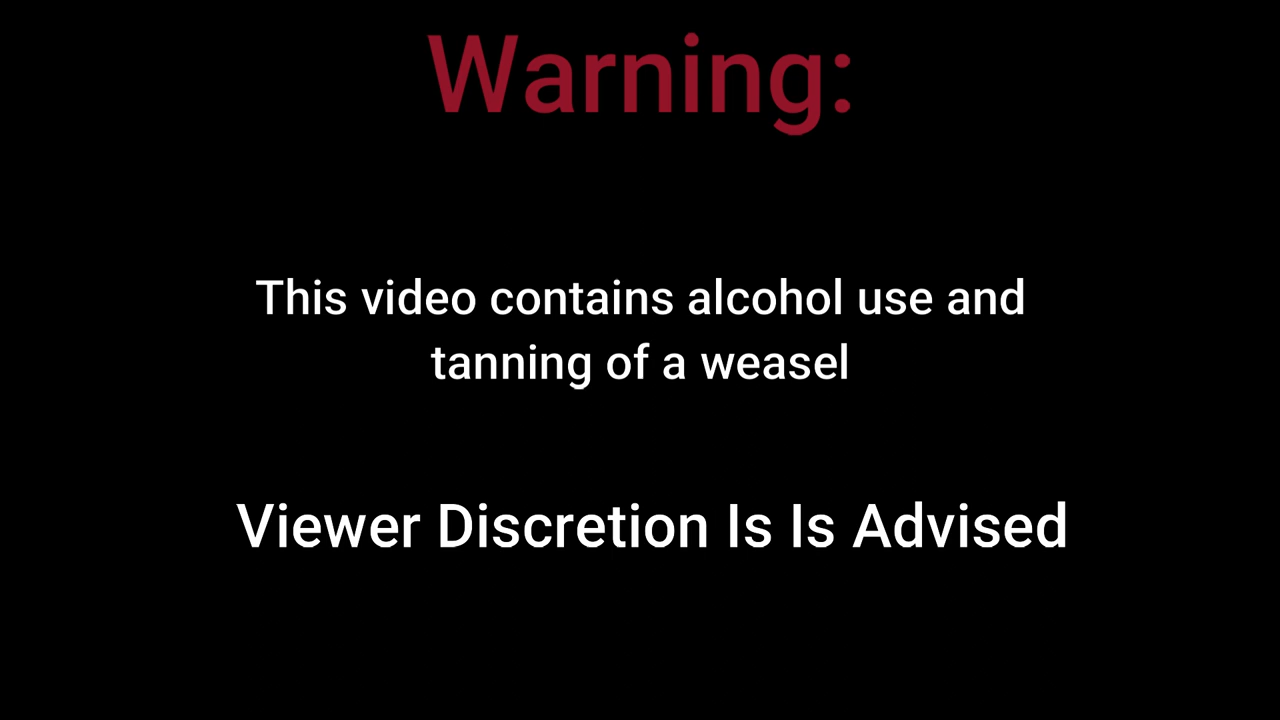 Warning:
This video contains alcohol use and
tanning of a weasel
Viewer Discretion Is Is Advised